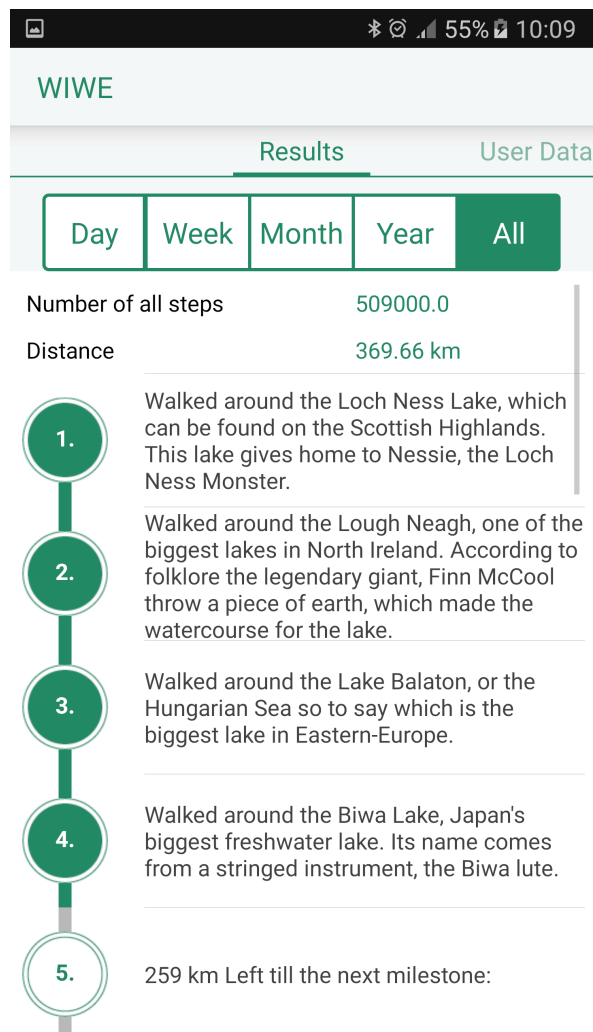 55% 10:09
WIWE
Results User Data
Day Week Month Year All
Number of all steps 509000.0
Distance 369.66 km
1.
Walked around the Loch Ness Lake, which
can be found on the Scottish Highlands.
This lake gives home to Nessie, the Loch
Ness Monster.
2.
Walked around the Lough Neagh, one of the
biggest lakes in North Ireland. According to
folklore the legendary giant, Finn McCool
throw a piece of earth, which made the
watercourse for the lake.
3.
Walked around the Lake Balaton, or the
Hungarian Sea so to say which is the
biggest lake in Eastern-Europe.
4.
Walked around the Biwa Lake, Japan's
biggest freshwater lake. Its name comes
from a stringed instrument, the Biwa lute.
5.
259 km Left till the next milestone: